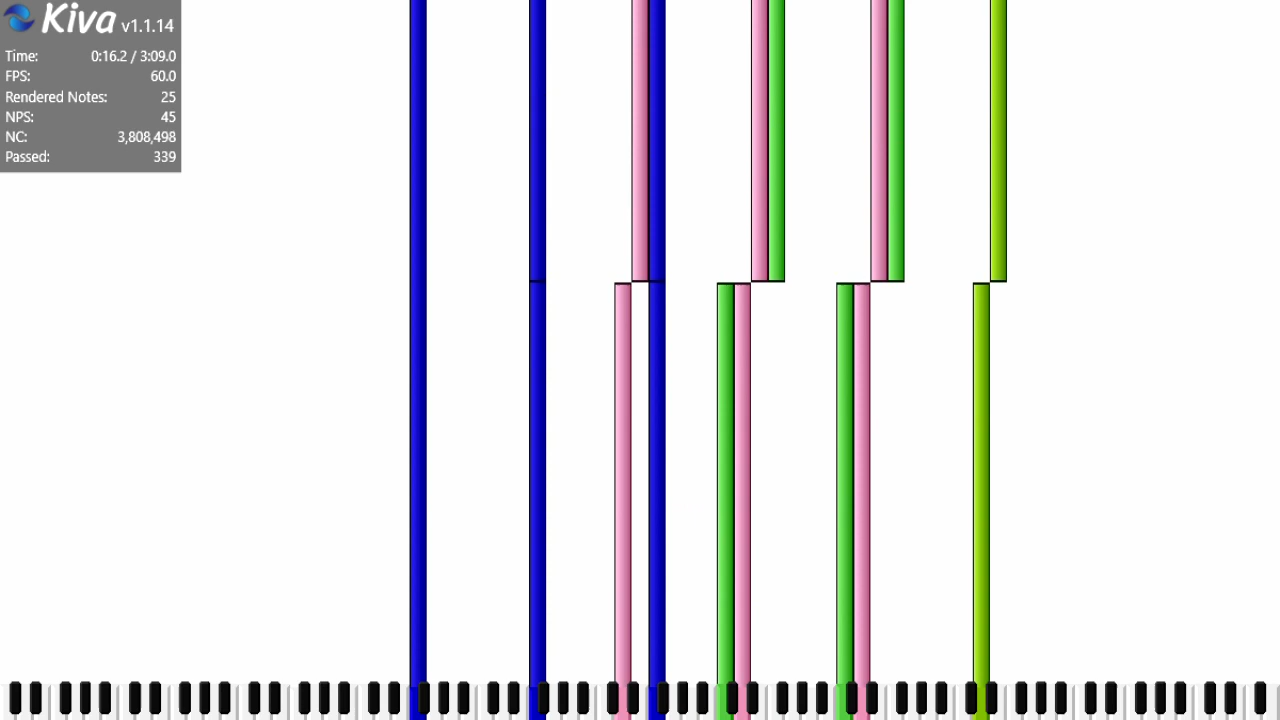 Kiva v1.1.14
Time: 0:16.2 / 3:09.0
FPS: 60.0
Rendered Notes: 25
NPS: 45
NC: 3,808,498
Passed: 339